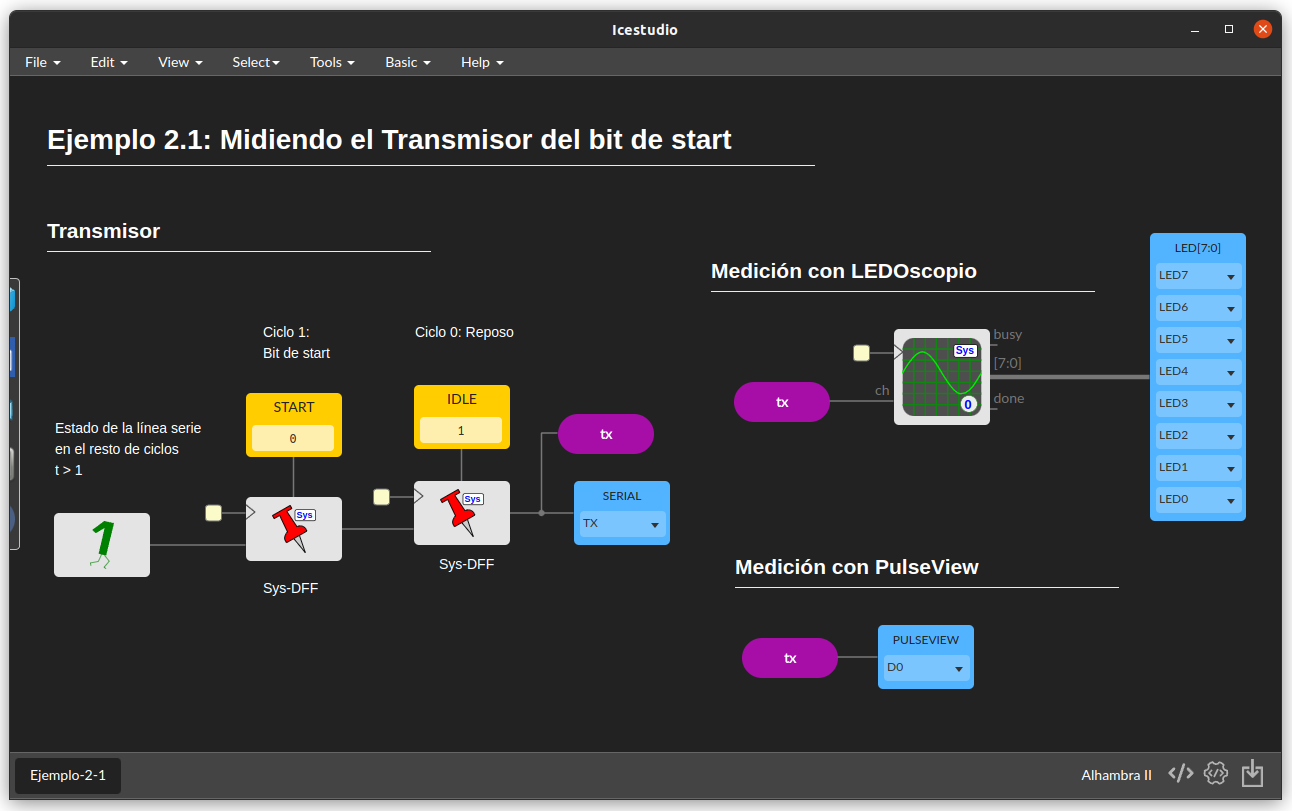 Icestudio
File Edit View Select Tools Basic Help
Ejemplo 2.1: Midiendo el Transmisor del bit de start
Transmisor
Ciclo 1:
Bit de start
Ciclo 0: Reposo
START
0
IDLE
1
Estado de la línea serie
en el resto de ciclos
t > 1
1
Sys
Sys-DFF
Sys
Sys-DFF
tx
SERIAL
TX
Medición con LEDOscopio
tx
ch
Sys
0
busy
[7:0]
done
LED[7:0]
LED7
LED6
LED5
LED4
LED3
LED2
LED1
LED0
Medición con PulseView
tx
PULSEVIEW
D0
Ejemplo-2-1
Alhambra II